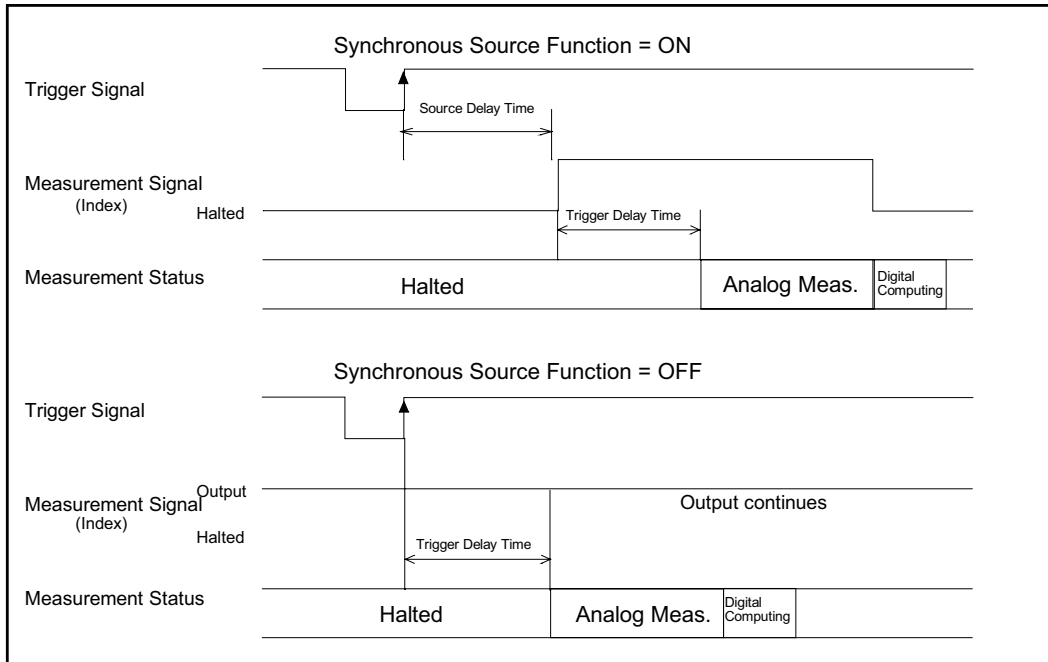 Synchronous Source Function = ON
Trigger Signal
Source Delay Time
Measurement Signal
(Index)
Halted
Trigger Delay Time
Measurement Status
Halted
Analog Meas.
Digital
Computing
Synchronous Source Function = OFF
Trigger Signal
Output
Measurement Signal
(Index)
Output continues
Halted
Trigger Delay Time
Measurement Status
Halted
Analog Meas.
Digital
Computing